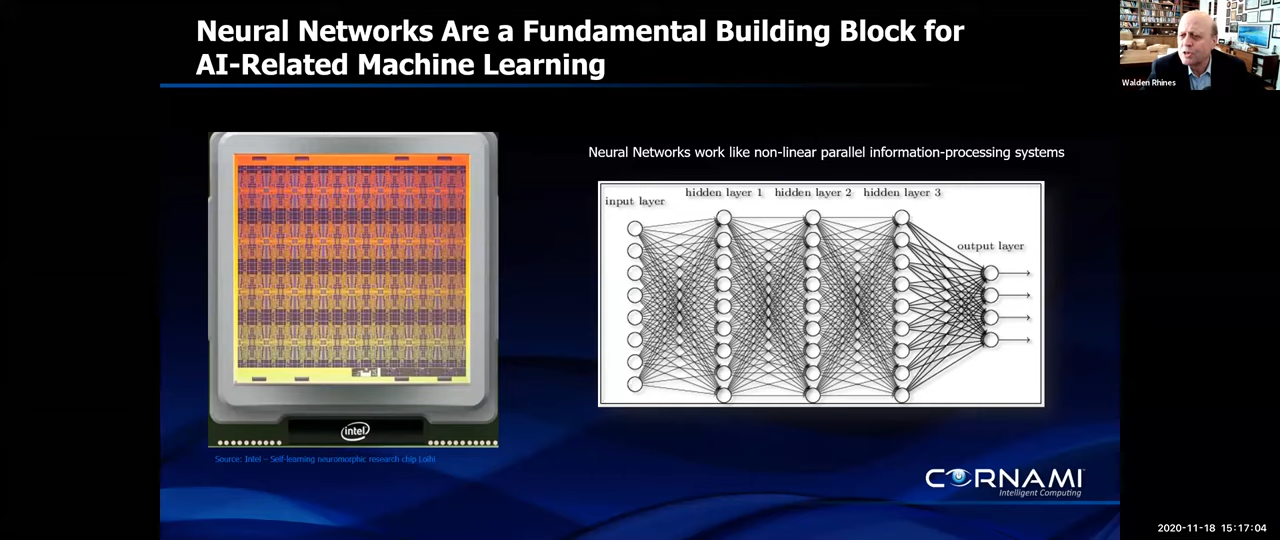 Neural Networks Are a Fundamental Building Block for
AI-Related Machine Learning
Walden Rhines
Neural Networks work like non-linear parallel information-processing systems
hidden layer 1 hidden layer 2 hidden layer 3
input layer
output layer
intel
Source: Intel – Self-learning neuromorphic research chip Loihi
CORNAMI
Intelligent Computing
2020-11-18 15:17:04